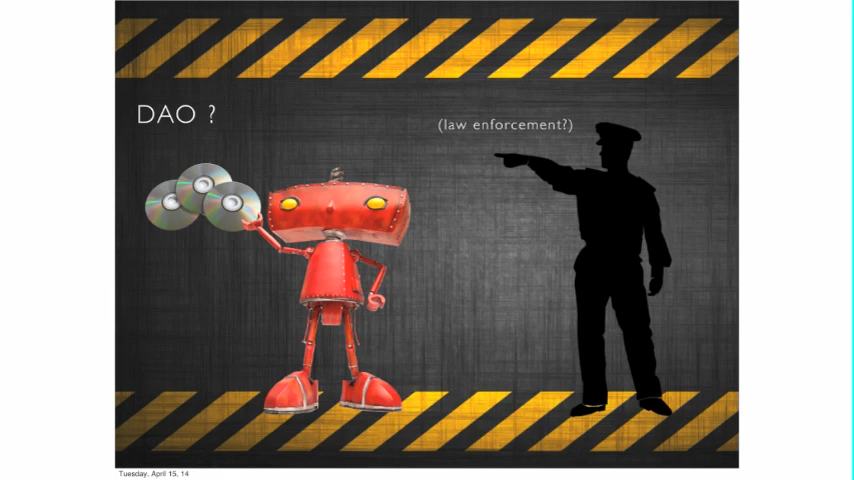 DAO ?
(law enforcement?)
Tuesday, April 15, 14